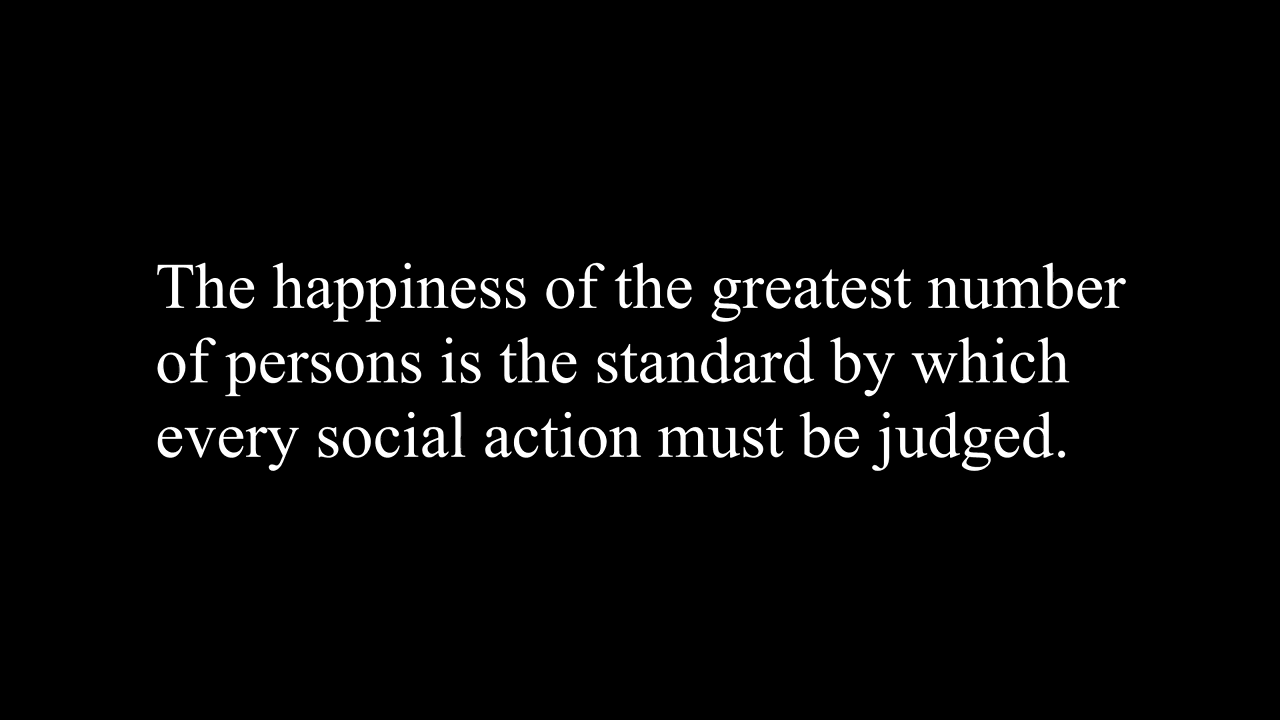 The happiness of the greatest number
of persons is the standard by which
every social action must be judged.